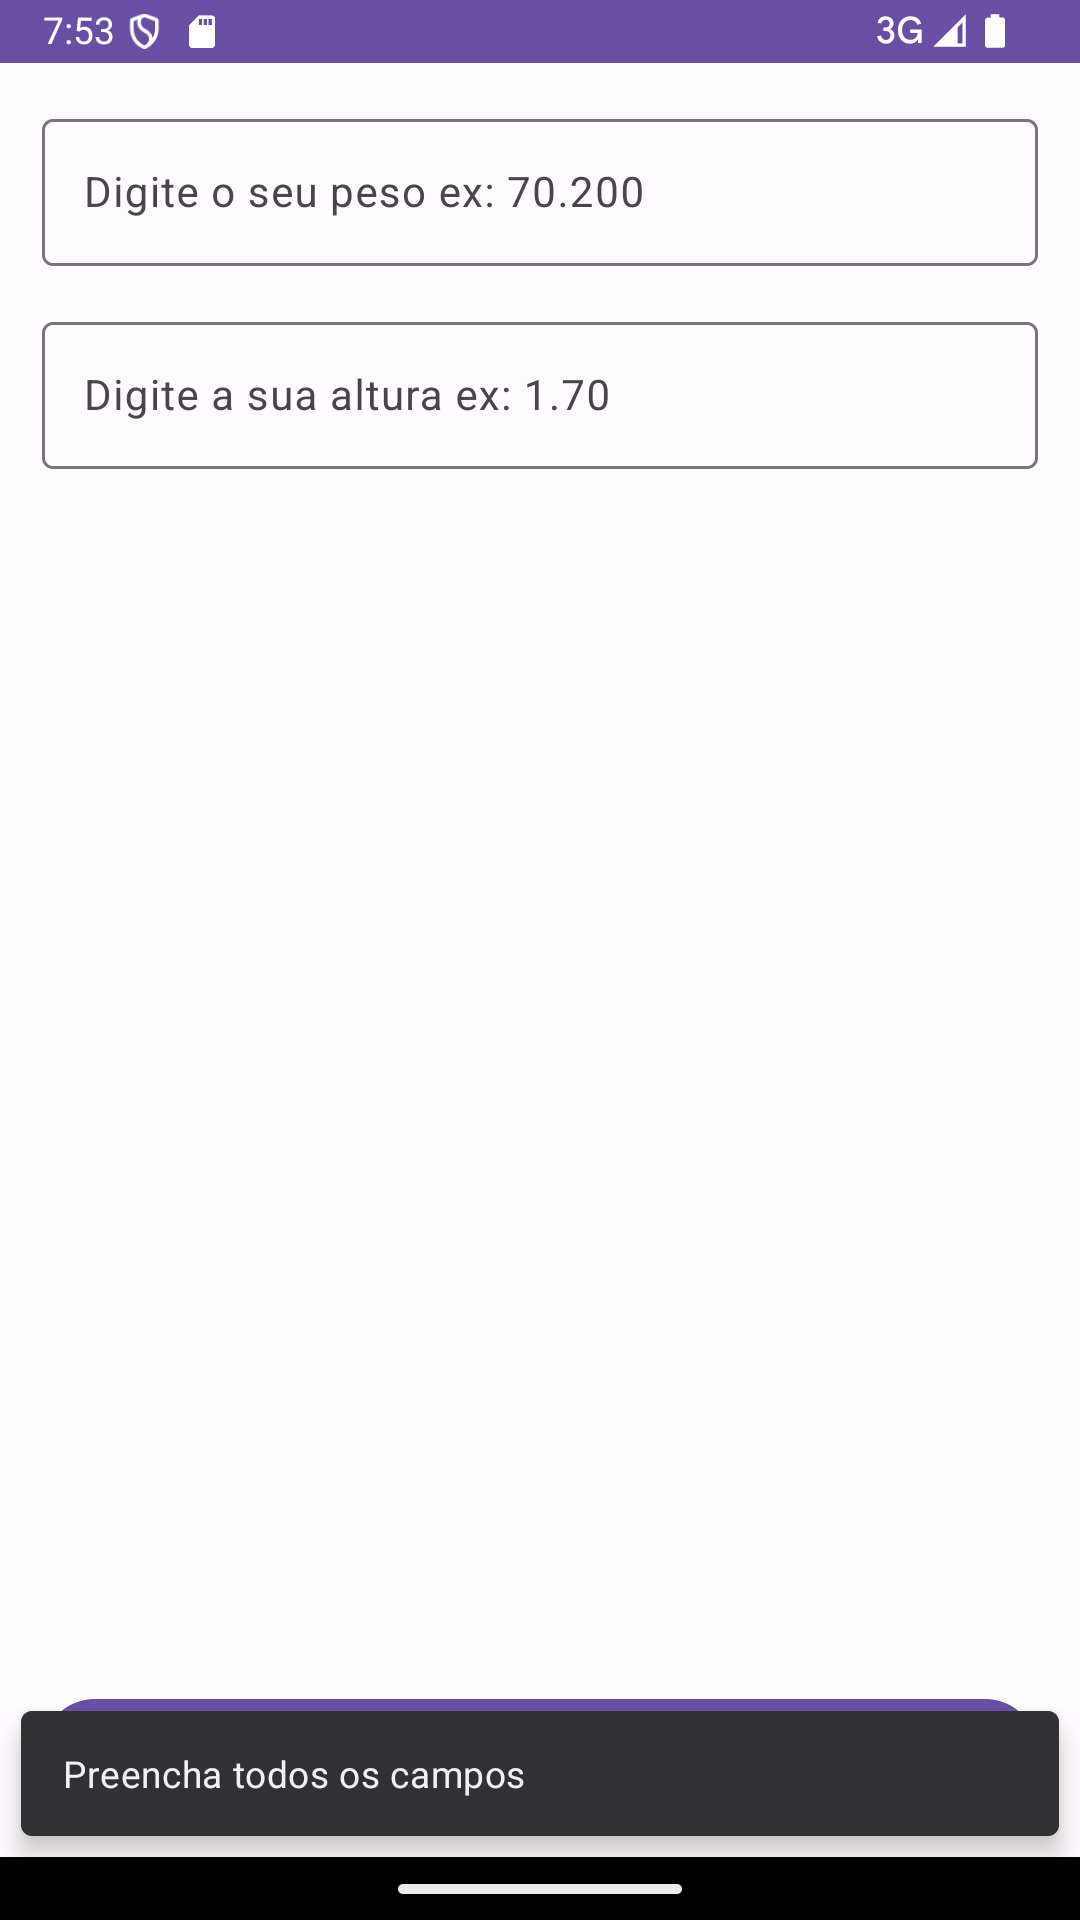 7:53 3G
Digite o seu peso ex: 70.200
Digite a sua altura ex: 1.70
Preencha todos os campos